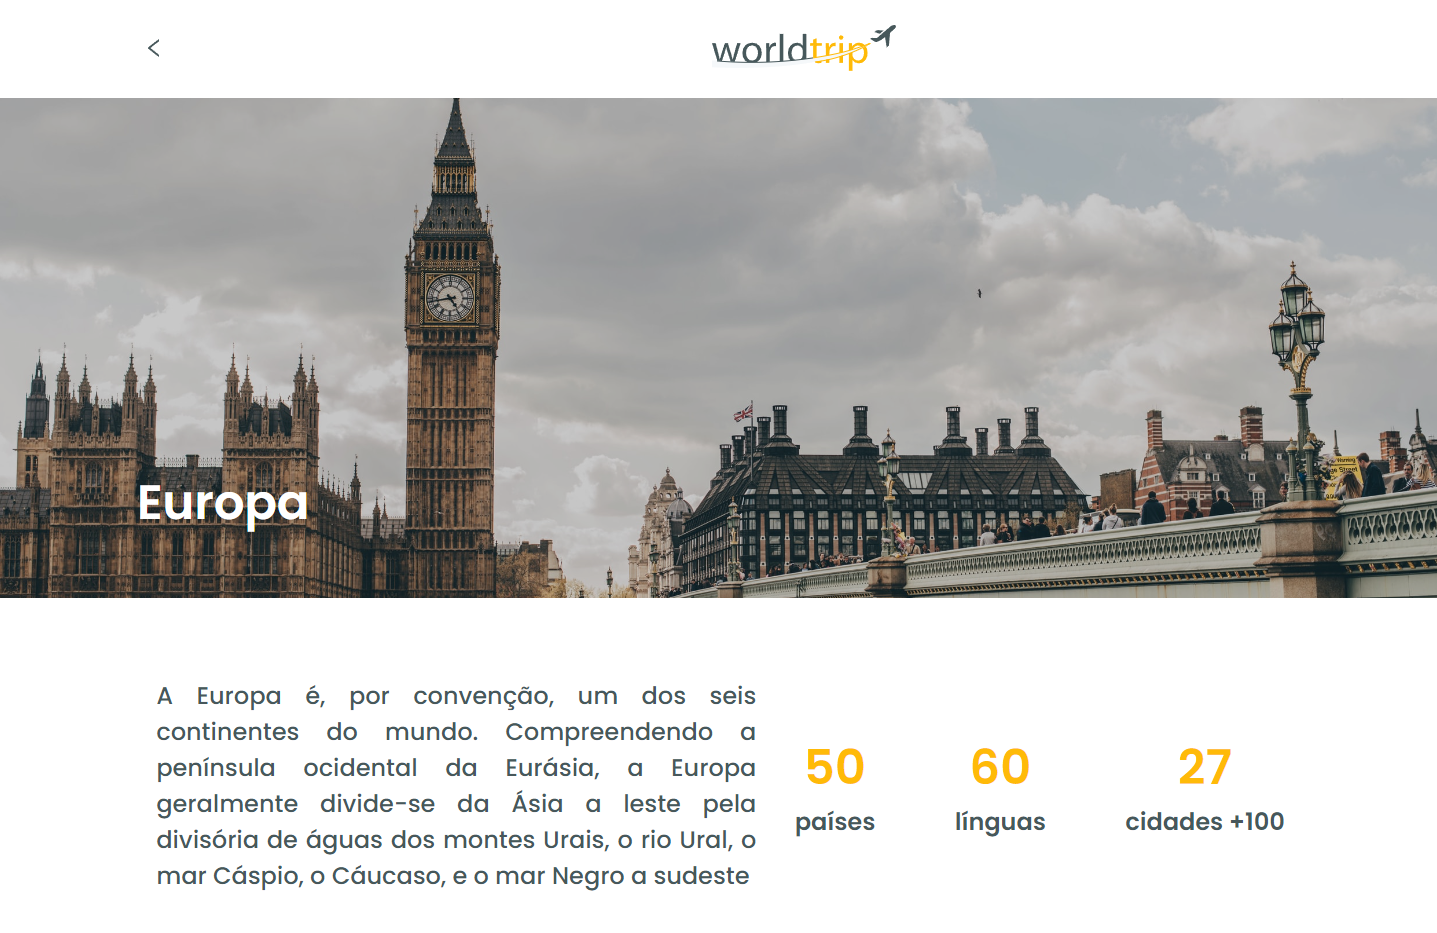 worldtrip
Europa
A Europa é, por convenção, um dos seis
continentes do mundo. Compreendendo a
península ocidental da Eurásia, a Europa
geralmente divide-se da Ásia a leste pela
divisória de águas dos montes Urais, o rio Ural, o
mar Cáspio, o Cáucaso, e o mar Negro a sudeste
50
países
60
línguas
27
cidades +100